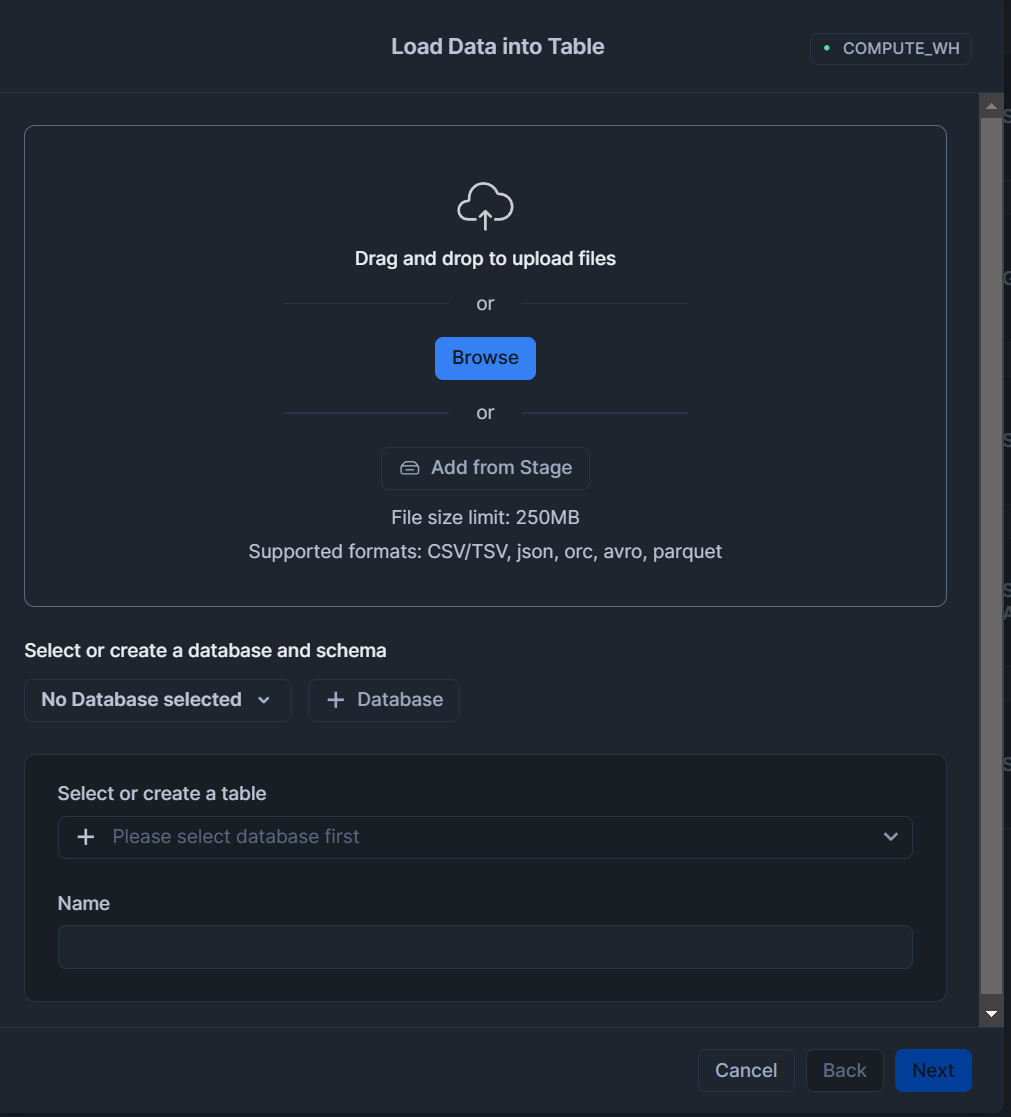 Load Data into Table
COMPUTE_WH
Drag and drop to upload files
or
Browse
or
Add from Stage
File size limit: 250MB
Supported formats: CSV/TSV, json, orc, avro, parquet
Select or create a database and schema
No Database selected
+ Database
Select or create a table
+ Please select database first
Name
Cancel
Back
Next